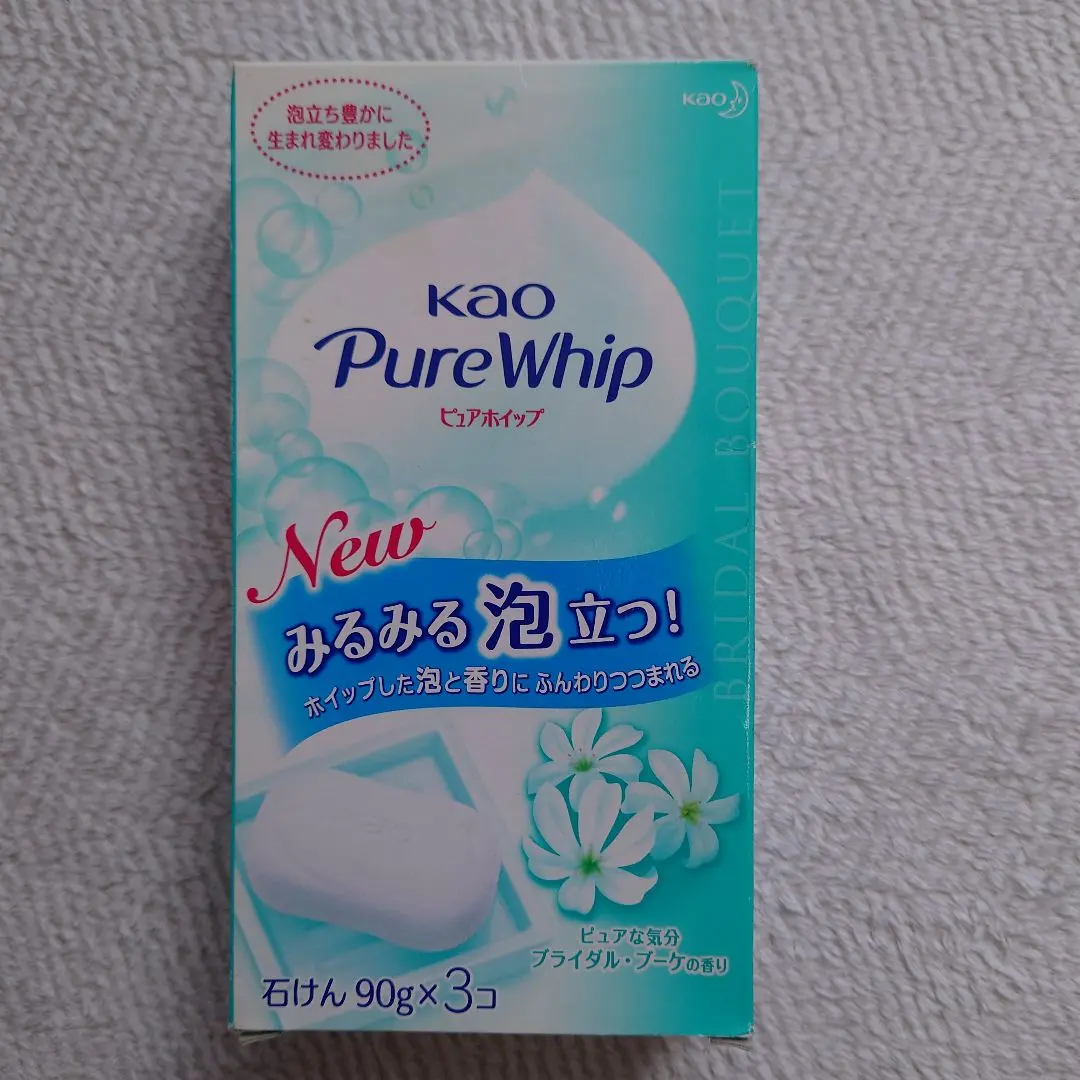 泡立ち豊かに
生まれ変わりました
Kao
Kao
PureWhip
ピュアホイップ
BRIDAL BOUQUET
New
みるみる泡立つ!
ホイップした泡と香りに ふんわりつつまれる
ピュアな気分
ブライダル・ブーケの香り
石けん 90g×3コ